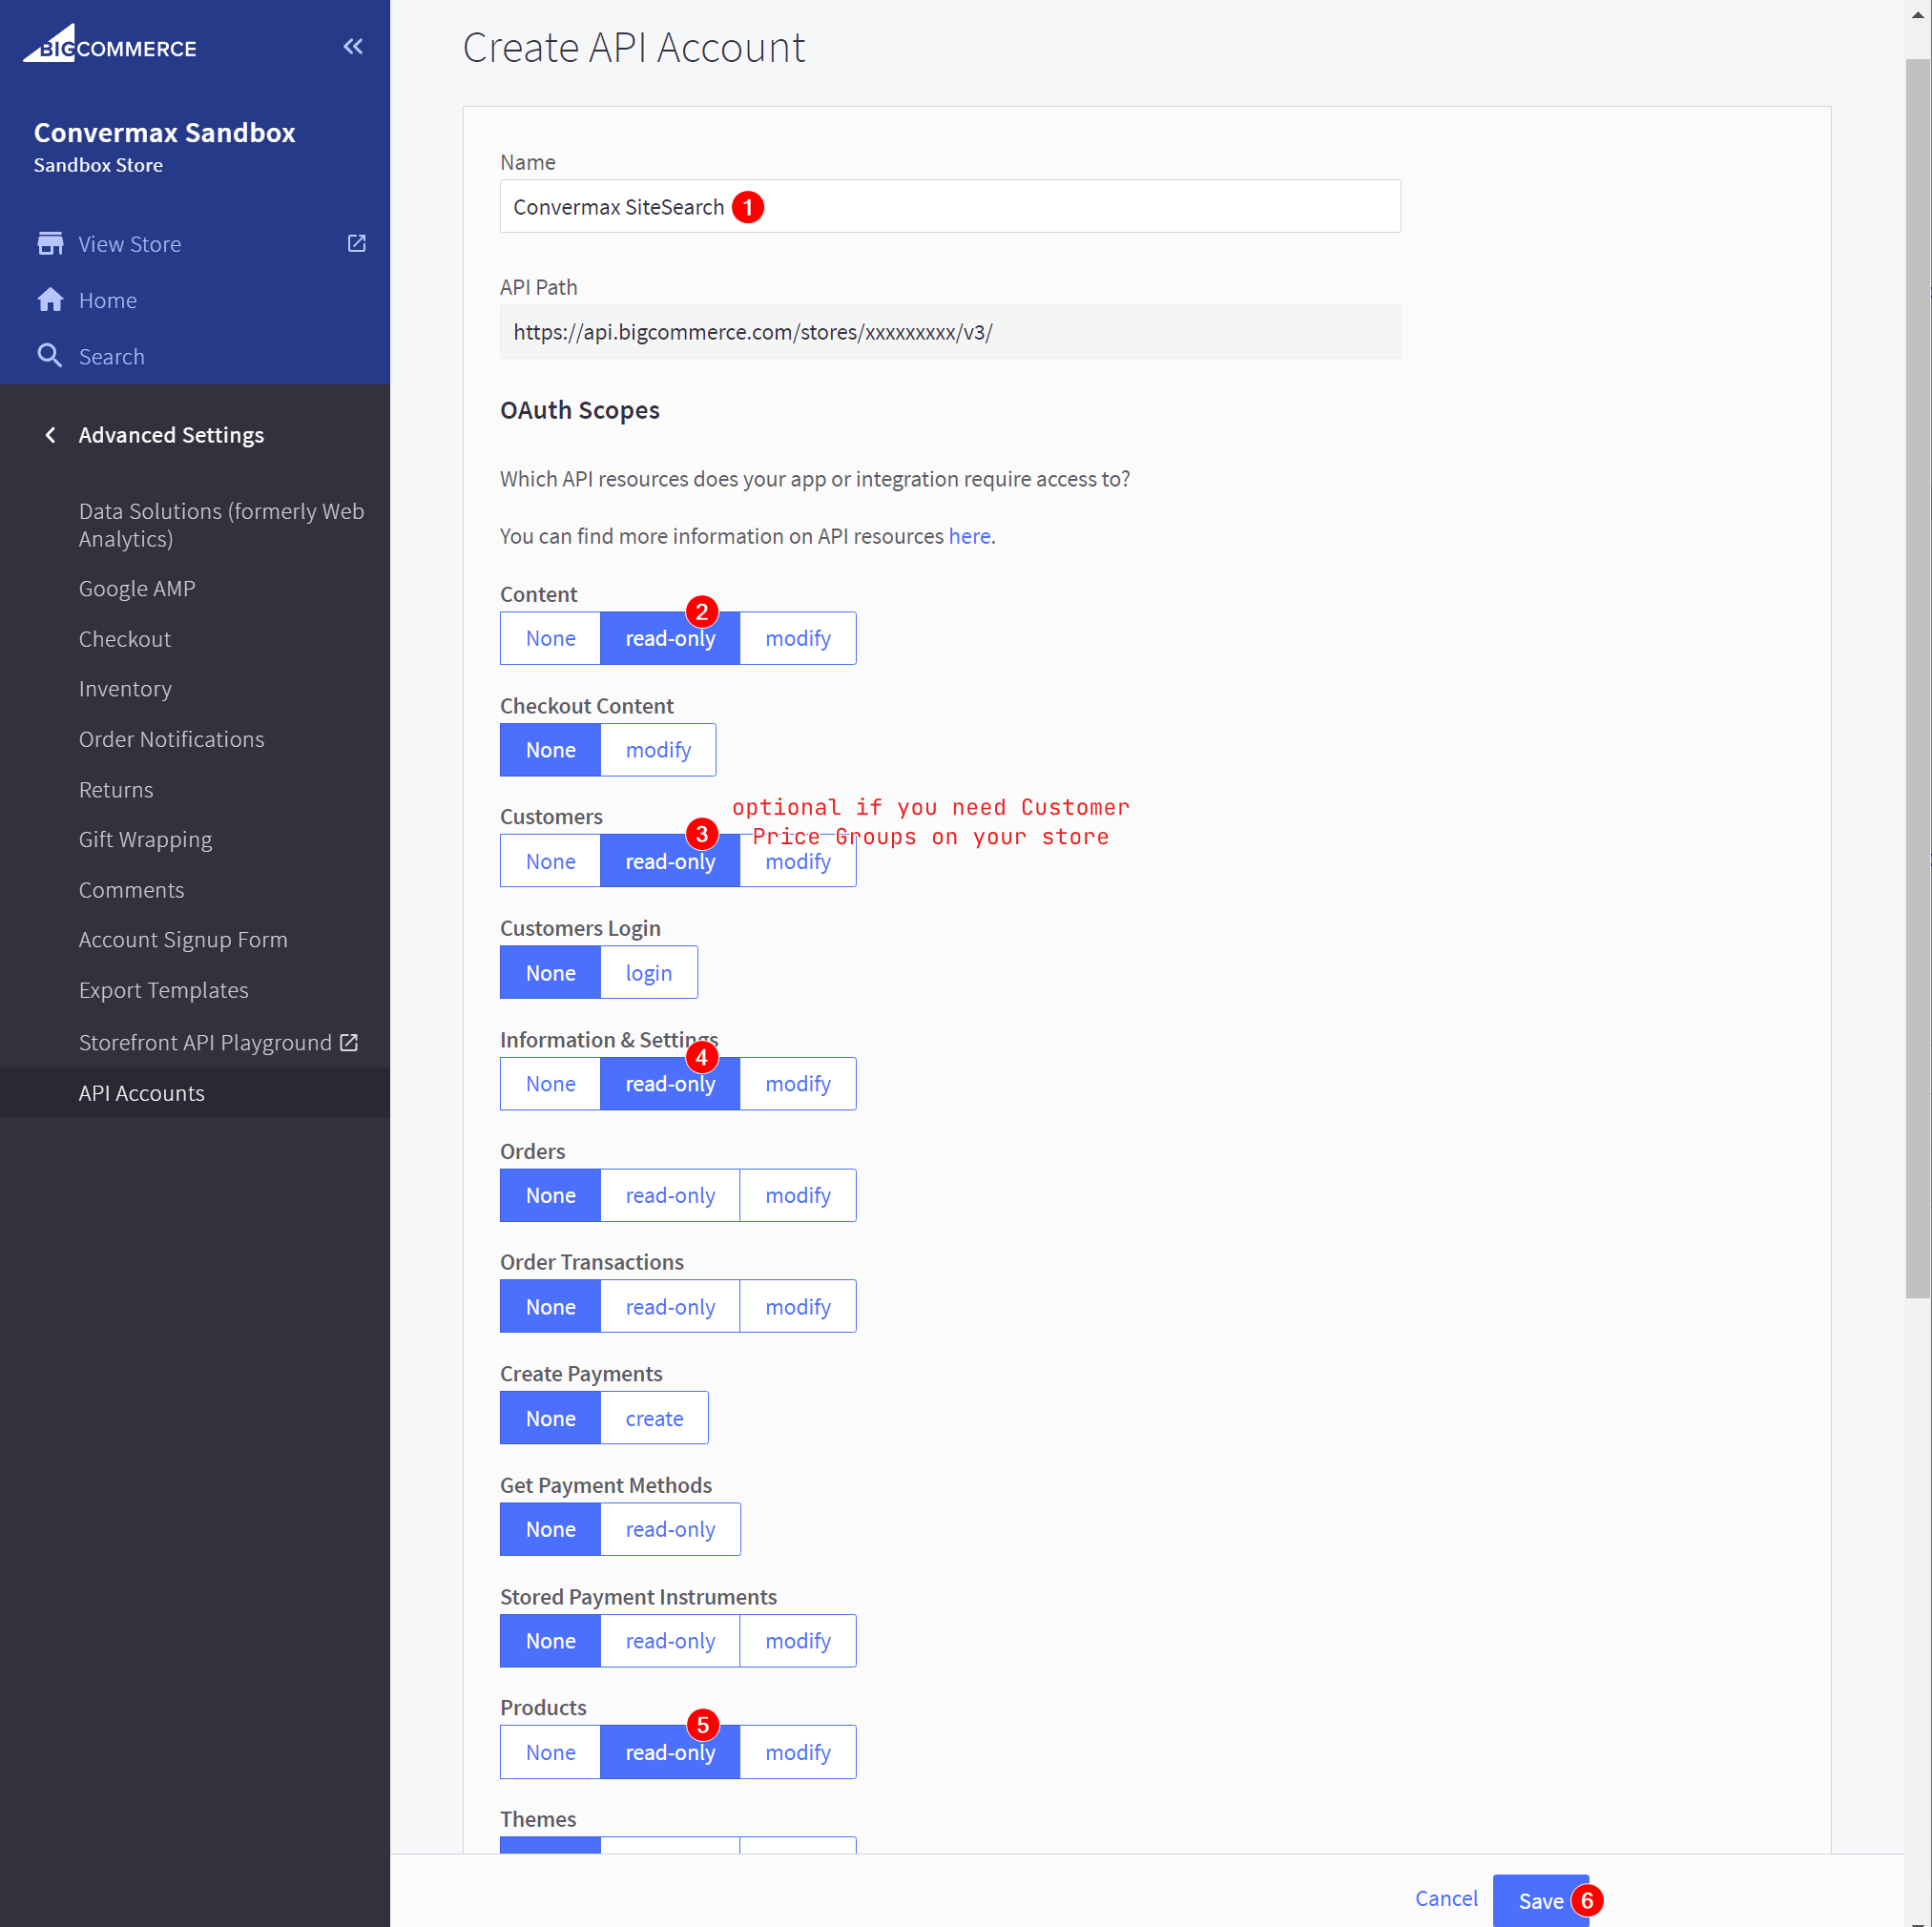 BIGCOMMERCE
Convermax Sandbox
Sandbox Store
View Store
Home
Search
Advanced Settings
Data Solutions (formerly Web
Analytics)
Google AMP
Checkout
Inventory
Order Notifications
Returns
Gift Wrapping
Comments
Account Signup Form
Export Templates
Storefront API Playground
API Accounts
Create API Account
Name
Convermax SiteSearch 1
API Path
https://api.bigcommerce.com/stores/xxxxxxxxx/v3/
OAuth Scopes
Which API resources does your app or integration require access to?
You can find more information on API resources here.
Content
2
None read-only modify
Checkout Content
None modify
optional if you need Customer
Price Groups on your store
Customers
3
None read-only modify
Customers Login
None login
Information & Settings
4
None read-only modify
Orders
None read-only modify
Order Transactions
None read-only modify
Create Payments
None create
Get Payment Methods
None read-only
Stored Payment Instruments
None read-only modify
Products
5
None read-only modify
Themes
Cancel Save 6